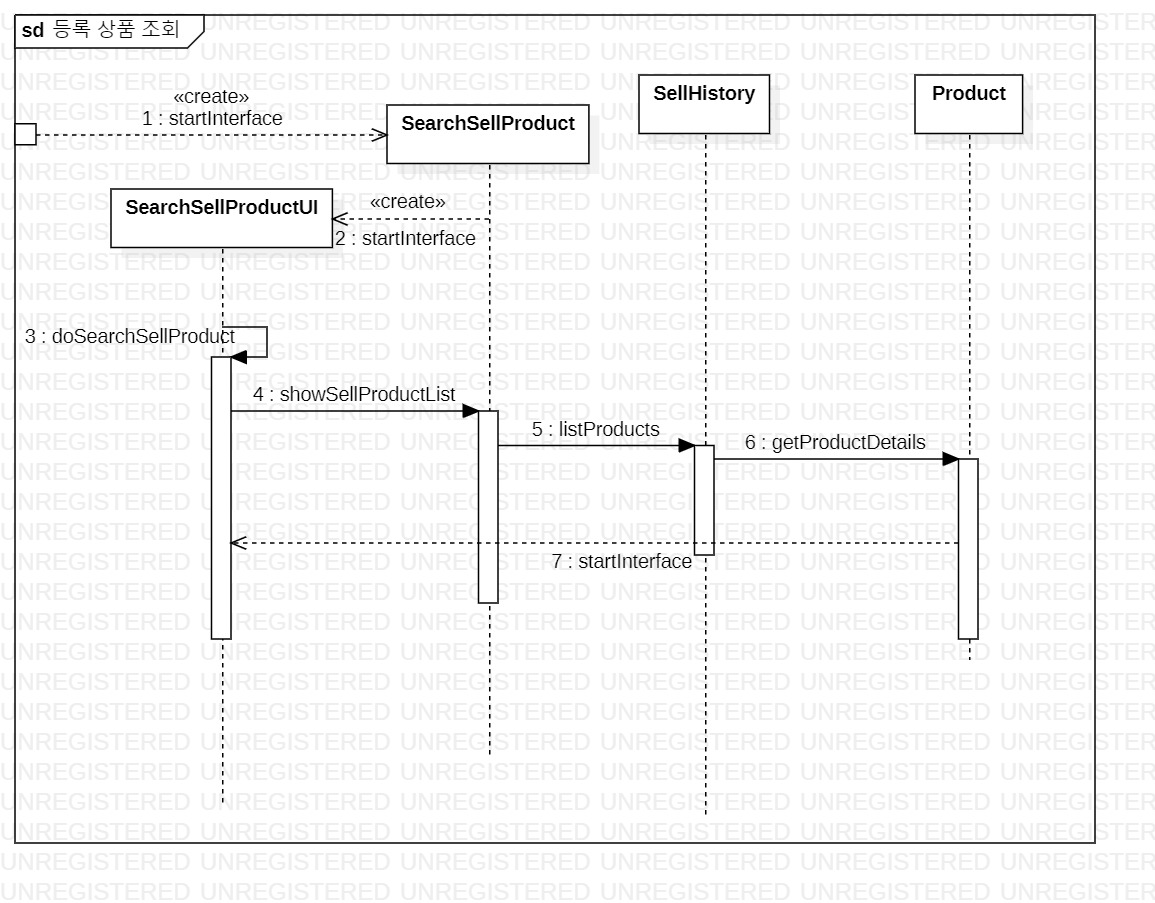 sd 등록 상품 조회
«create»
1 : startInterface
SearchSellProduct
SellHistory
Product
SearchSellProductUI
«create»
2 : startInterface
3 : doSearchSellProduct
4 : showSellProductList
5 : listProducts
6 : getProductDetails
7 : startInterface
UNREGISTERED